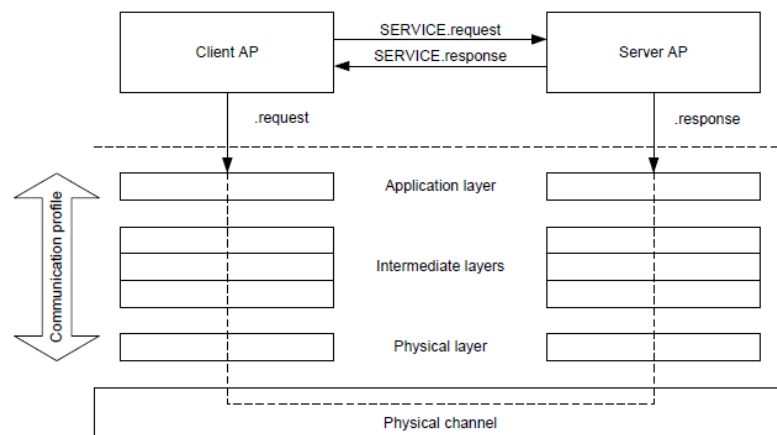 SERVICE.request
Client AP
SERVICE.response
Server AP
.request
.response
Application layer
Communication profile
Intermediate layers
Physical layer
Physical channel